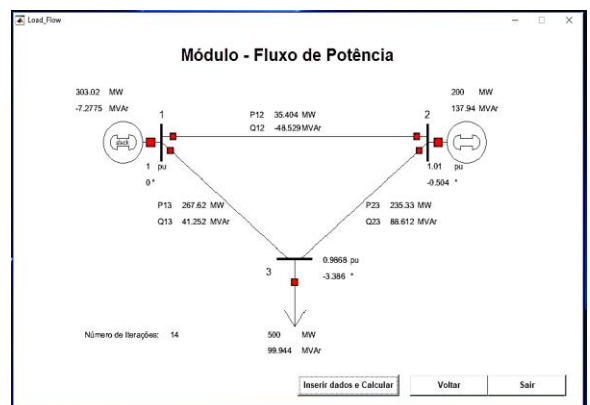 Load_Flow
Módulo - Fluxo de Potência
303.02 MW
-7.2775 MVAr
200 MW
137.94 MVAr
1
P12 35.404 MW
Q12 -48.529 MVAr
2
slack
1 pu
0 °
1.01 pu
-0.504 °
P13 267.62 MW
Q13 41.252 MVAr
P23 235.33 MW
Q23 88.612 MVAr
3
0.9868 pu
-3.386 °
Número de Iterações: 14
500 MW
99.944 MVAr
Inserir dados e Calcular
Voltar
Sair